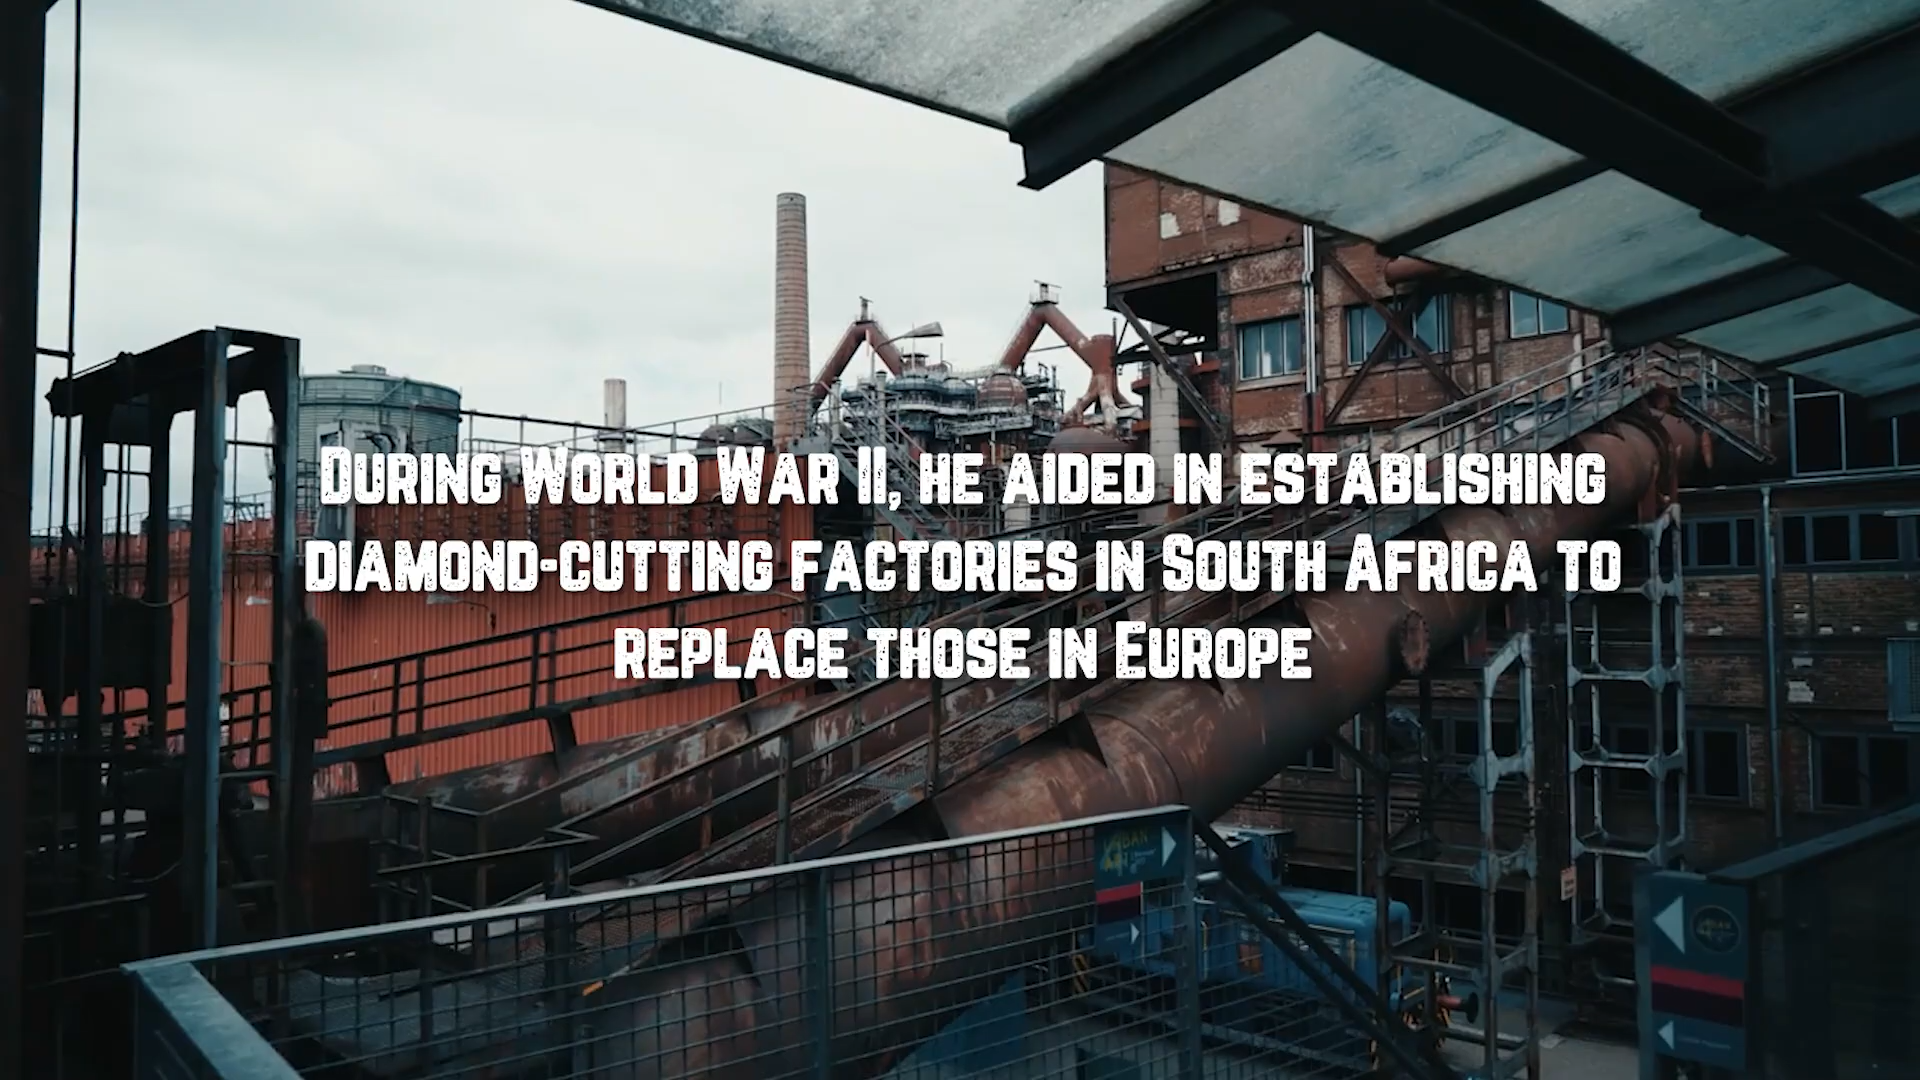 During World War II, he aided in establishing
diamond-cutting factories in South Africa to
replace those in Europe